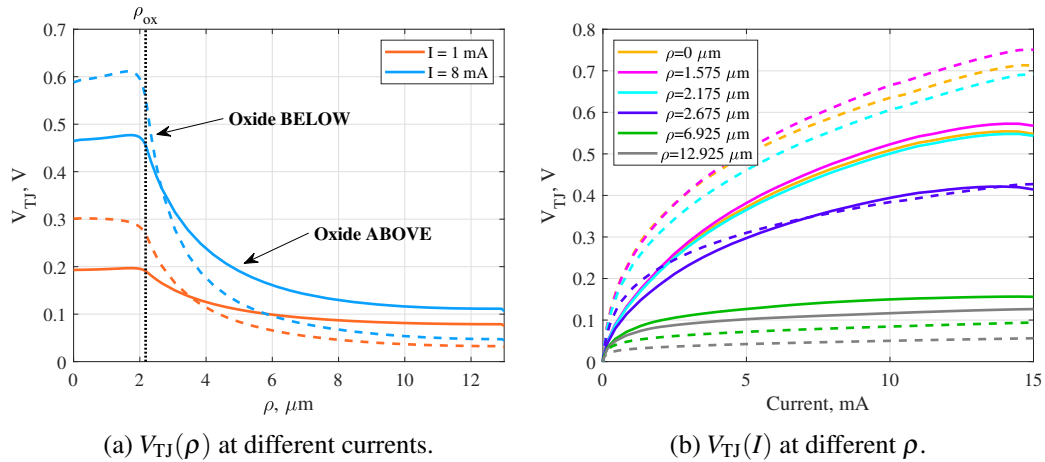 ρox
0.7
0.6
0.5
0.4
0.3
0.2
0.1
0
V_TJ, V
I = 1 mA
I = 8 mA
Oxide BELOW
Oxide ABOVE
0 2 4 6 8 10 12
ρ, μm
(a) V_TJ(ρ) at different currents.
0.8
0.7
0.6
0.5
0.4
0.3
0.2
0.1
0
V_TJ, V
ρ=0 μm
ρ=1.575 μm
ρ=2.175 μm
ρ=2.675 μm
ρ=6.925 μm
ρ=12.925 μm
0 5 10 15
Current, mA
(b) V_TJ(I) at different ρ.